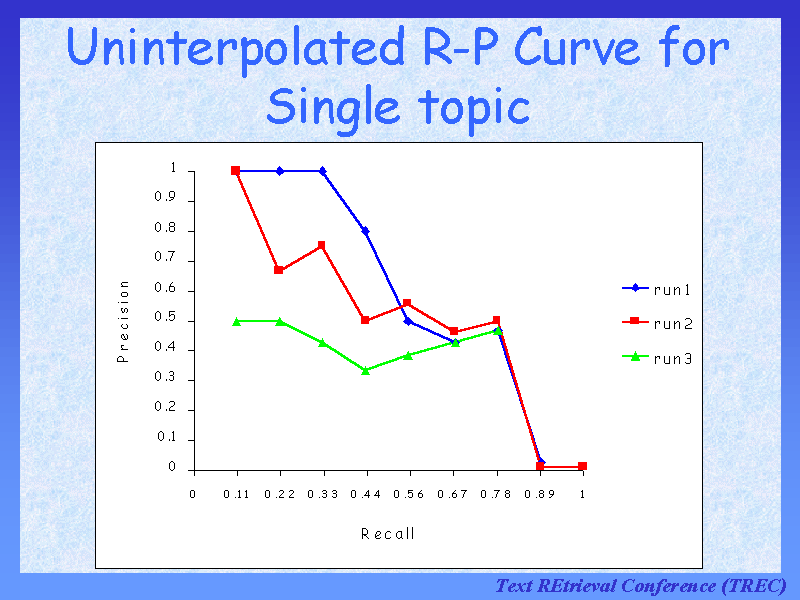 Uninterpolated R-P Curve for
Single topic
1
0.9
0.8
0.7
0.6
0.5
0.4
0.3
0.2
0.1
0
Precision
0 0.11 0.22 0.33 0.44 0.56 0.67 0.78 0.89 1
Recall
run1
run2
run3
Text REtrieval Conference (TREC)